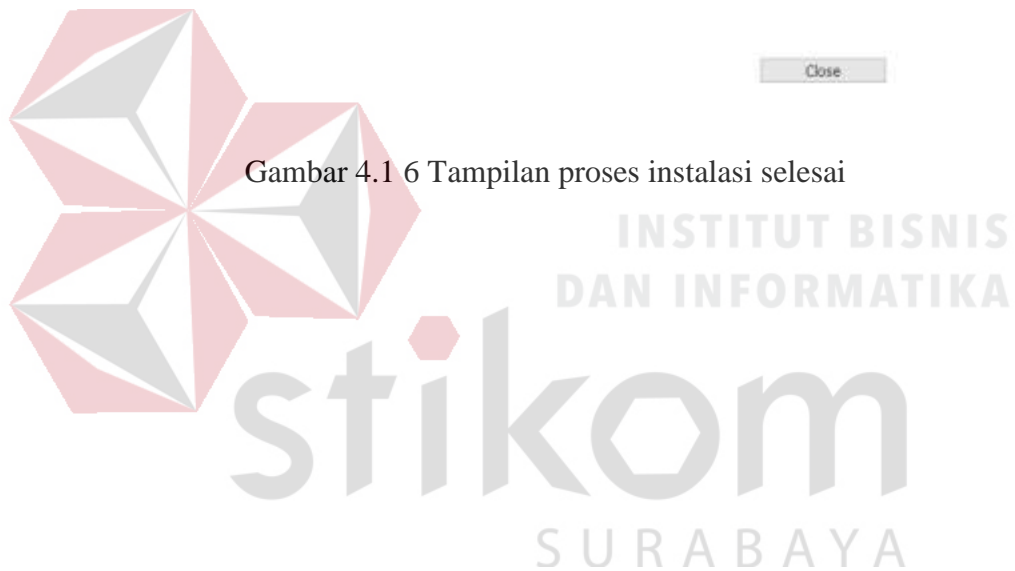 Close
Gambar 4.1 6 Tampilan proses instalasi selesai
INSTITUT BISNIS
DAN INFORMATIKA
stikom
SURABAYA